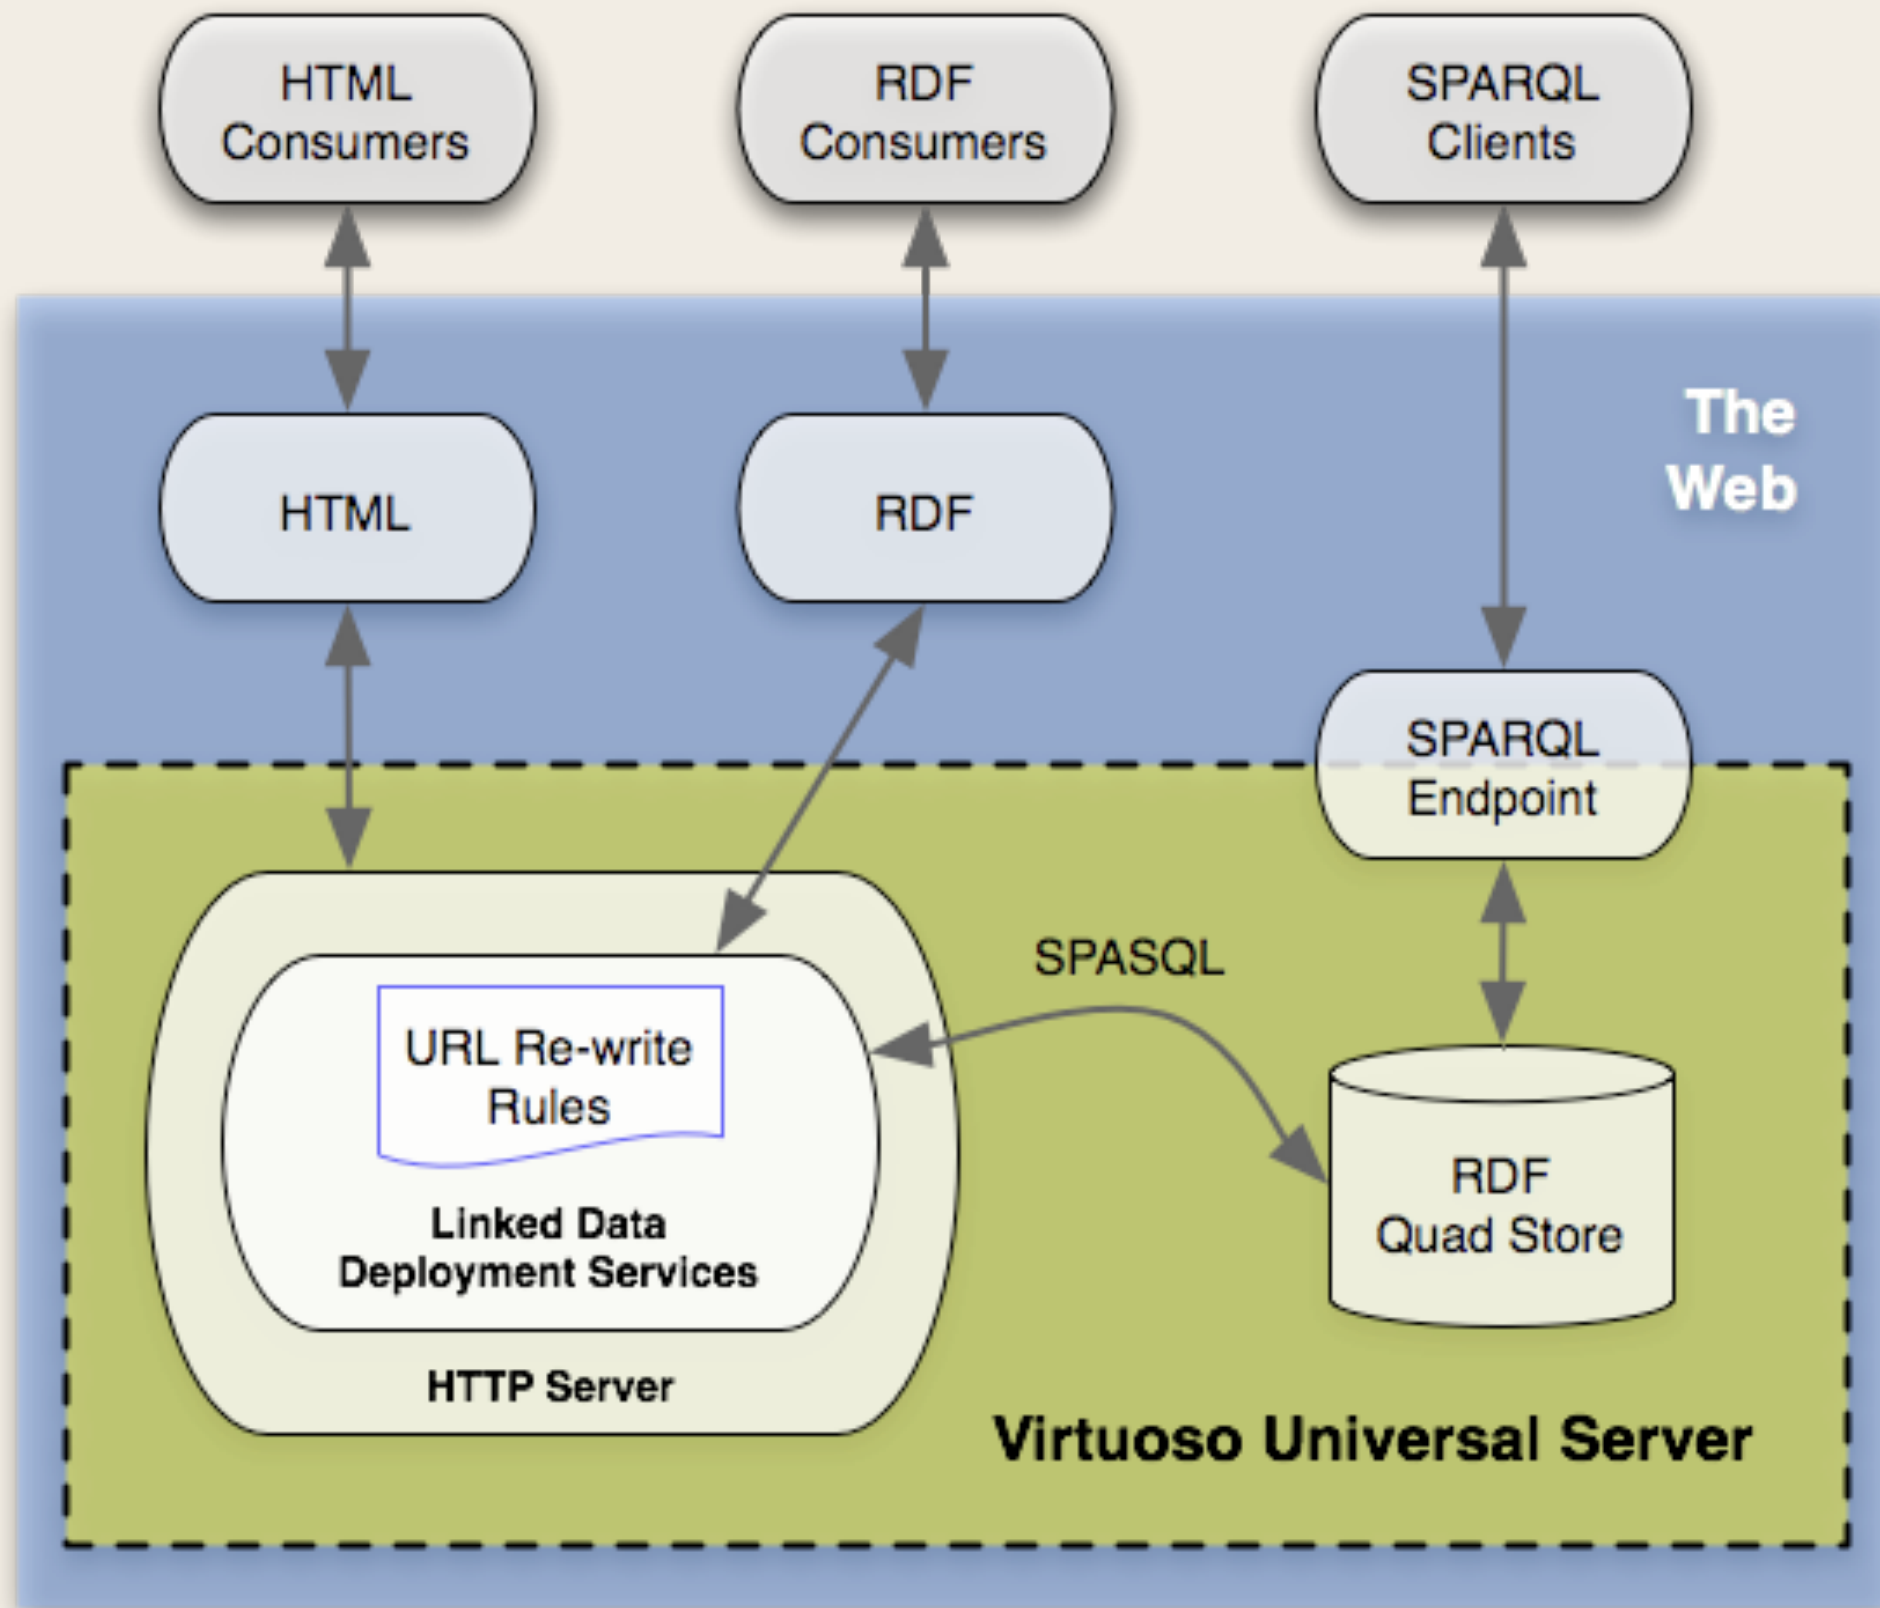 HTML
Consumers
RDF
Consumers
SPARQL
Clients
The
Web
HTML
RDF
SPARQL
Endpoint
SPASQL
URL Re-write
Rules
Linked Data
Deployment Services
HTTP Server
RDF
Quad Store
Virtuoso Universal Server